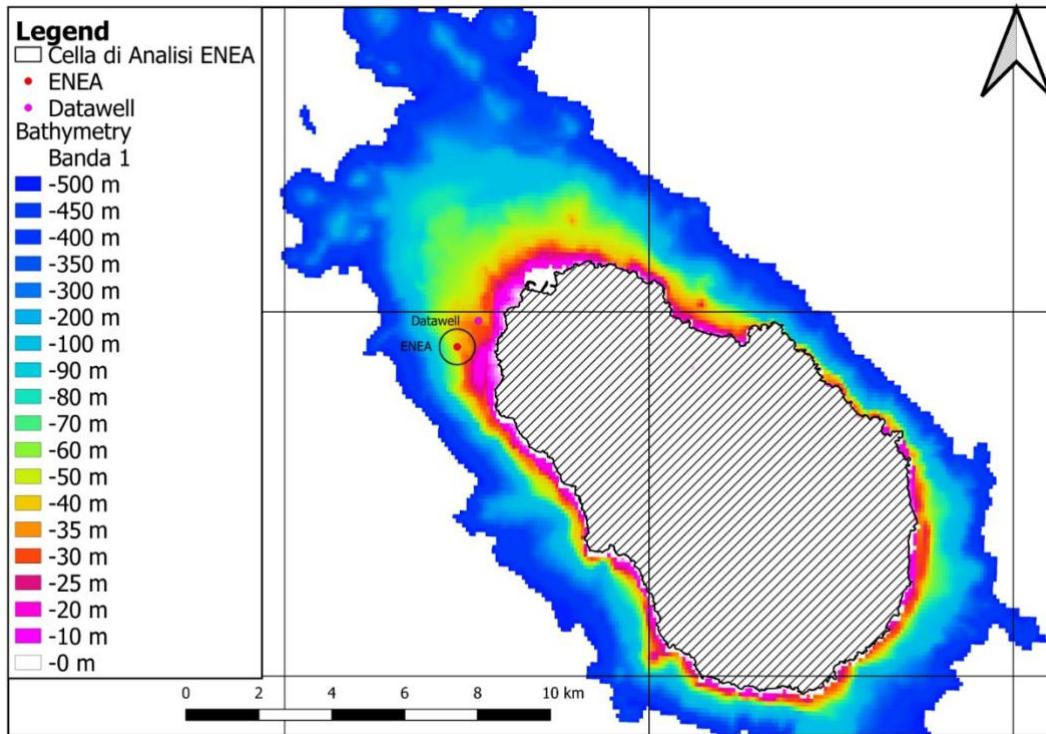 Legend
Cella di Analisi ENEA
ENEA
Datawell
Bathymetry
Banda 1
-500 m
-450 m
-400 m
-350 m
-300 m
-200 m
-100 m
-90 m
-80 m
-70 m
-60 m
-50 m
-40 m
-35 m
-30 m
-25 m
-20 m
-10 m
-0 m
Datawell
ENEA
0 2 4 6 8 10 km